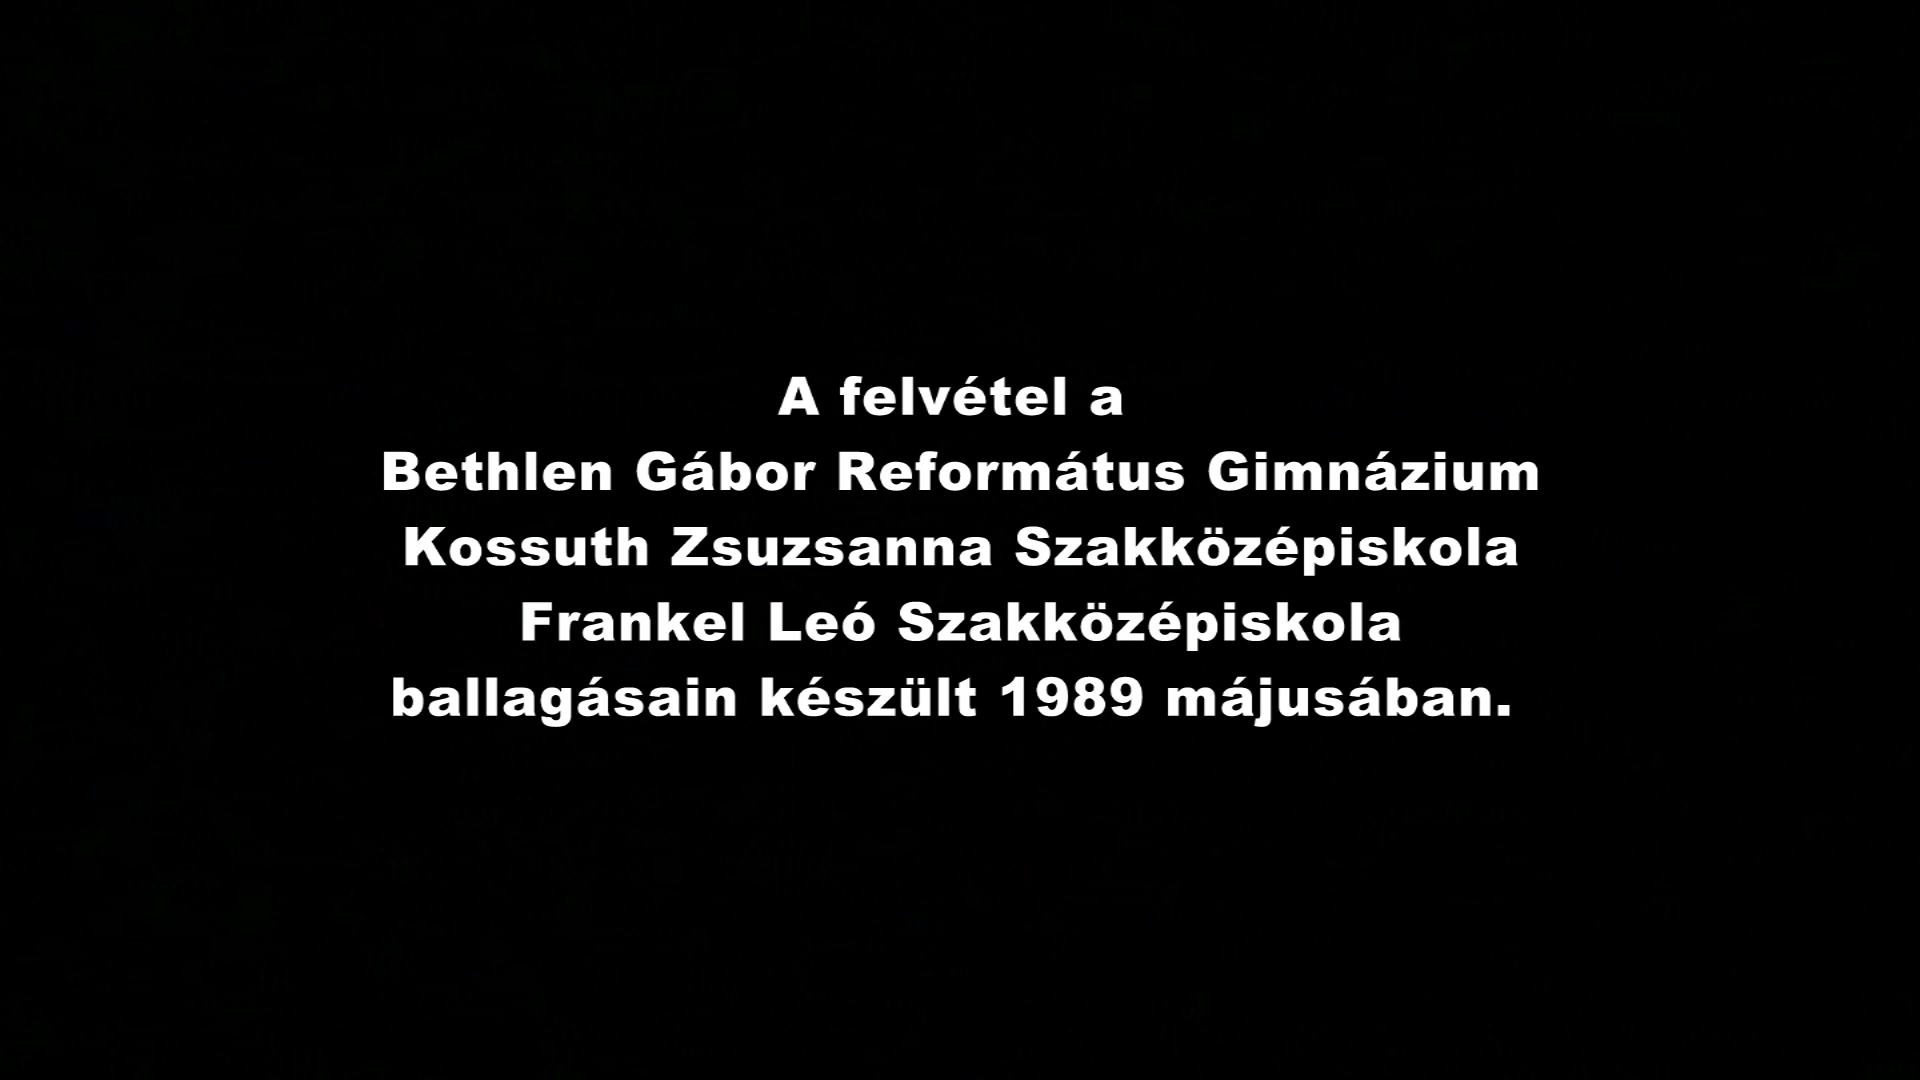 A felvétel a
Bethlen Gábor Református Gimnázium
Kossuth Zsuzsanna Szakközépiskola
Frankel Leó Szakközépiskola
ballagásain készült 1989 májusában.